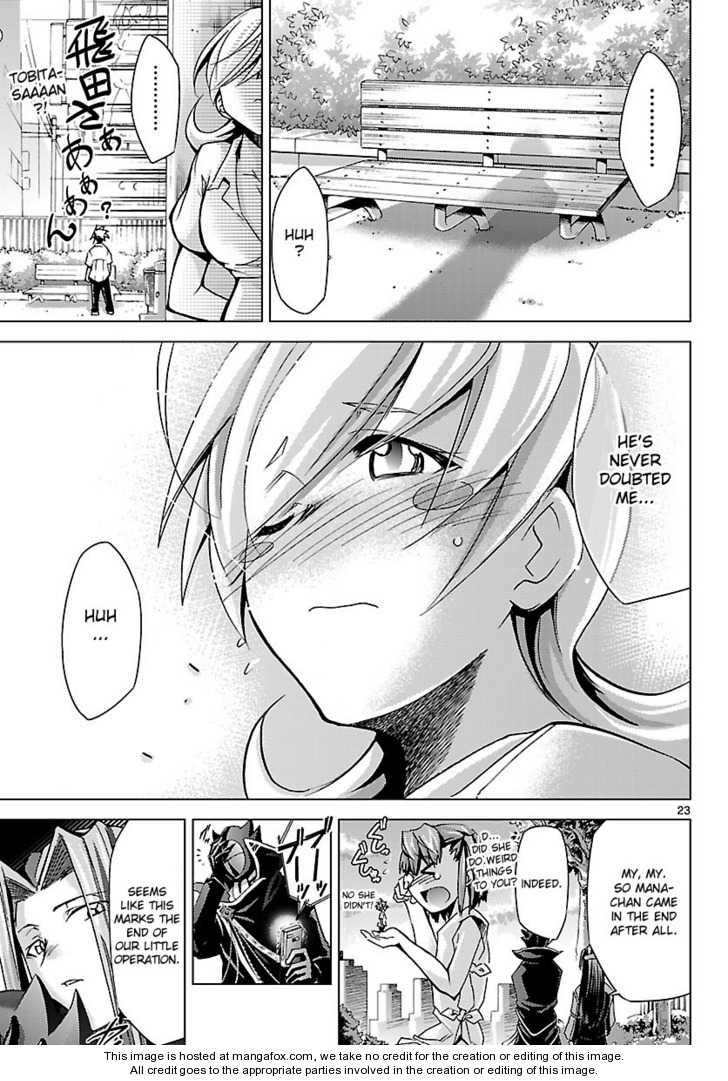 ………
HUH
?
………
飛田さぁ
あぁぁん
?
TOBITA-
SAAAAN
?!
HE'S
NEVER
DOUBTED
ME...
HUH
...
23
MY, MY.
SO MANA-
CHAN CAME
IN THE END
AFTER ALL.
INDEED.
D...
DID SHE
DO WEIRD
THINGS
TO YOU?
NO SHE
DIDN'T!
SEEMS
LIKE THIS
MARKS THE
END OF
OUR LITTLE
OPERATION.
This image is hosted at mangafox.com, we take no credit for the creation or editing of this image.
All credit goes to the appropriate parties involved in the creation or editing of this image.